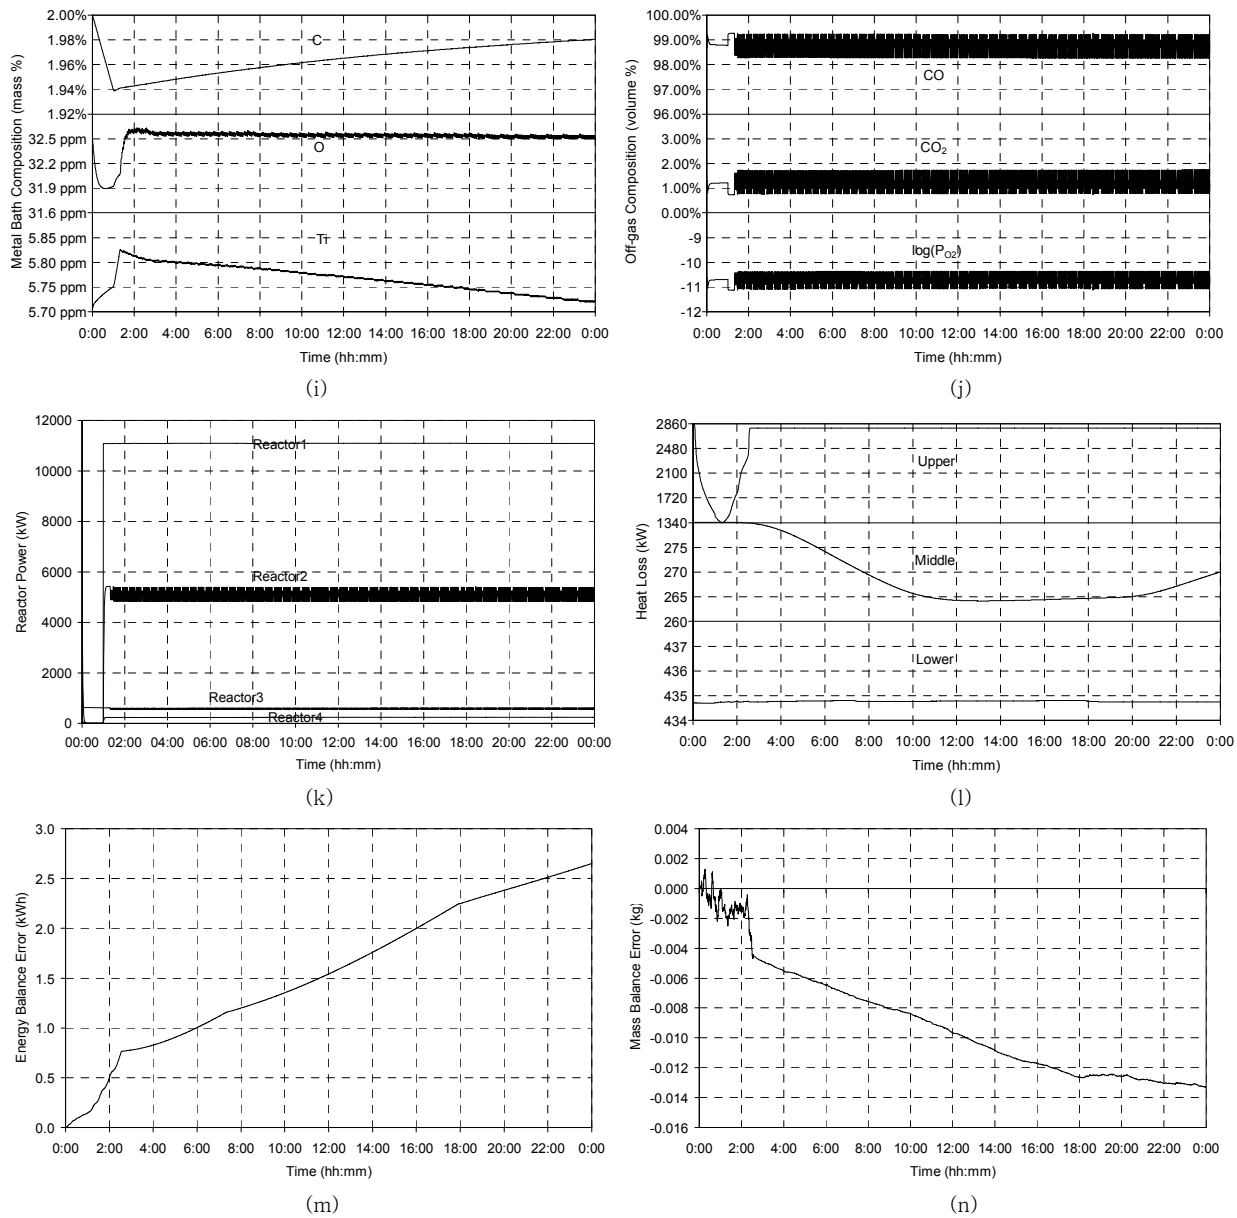 2.00%
1.98%
1.96%
1.94%
1.92%
32.5 ppm
32.2 ppm
31.9 ppm
31.6 ppm
5.85 ppm
5.80 ppm
5.75 ppm
5.70 ppm
Metal Bath Composition (mass %)
C
O
Ti
0:00 2:00 4:00 6:00 8:00 10:00 12:00 14:00 16:00 18:00 20:00 22:00 0:00
Time (hh:mm)
(i)
100.00%
99.00%
98.00%
97.00%
96.00%
3.00%
2.00%
1.00%
0.00%
-9
-10
-11
-12
Off-gas Composition (volume %)
CO
CO₂
log(P_O2)
0:00 2:00 4:00 6:00 8:00 10:00 12:00 14:00 16:00 18:00 20:00 22:00 0:00
Time (hh:mm)
(j)
12000
10000
8000
6000
4000
2000
0
Reactor Power (kW)
Reactor1
Reactor2
Reactor3
Reactor4
00:00 02:00 04:00 06:00 08:00 10:00 12:00 14:00 16:00 18:00 20:00 22:00 00:00
Time (hh:mm)
(k)
2860
2480
2100
1720
1340
275
270
265
260
437
436
435
434
Heat Loss (kW)
Upper
Middle
Lower
0:00 2:00 4:00 6:00 8:00 10:00 12:00 14:00 16:00 18:00 20:00 22:00 0:00
Time (hh:mm)
(l)
3.0
2.5
2.0
1.5
1.0
0.5
0.0
Energy Balance Error (kWh)
0:00 2:00 4:00 6:00 8:00 10:00 12:00 14:00 16:00 18:00 20:00 22:00 0:00
Time (hh:mm)
(m)
0.004
0.002
0.000
-0.002
-0.004
-0.006
-0.008
-0.010
-0.012
-0.014
-0.016
Mass Balance Error (kg)
0:00 2:00 4:00 6:00 8:00 10:00 12:00 14:00 16:00 18:00 20:00 22:00 0:00
Time (hh:mm)
(n)